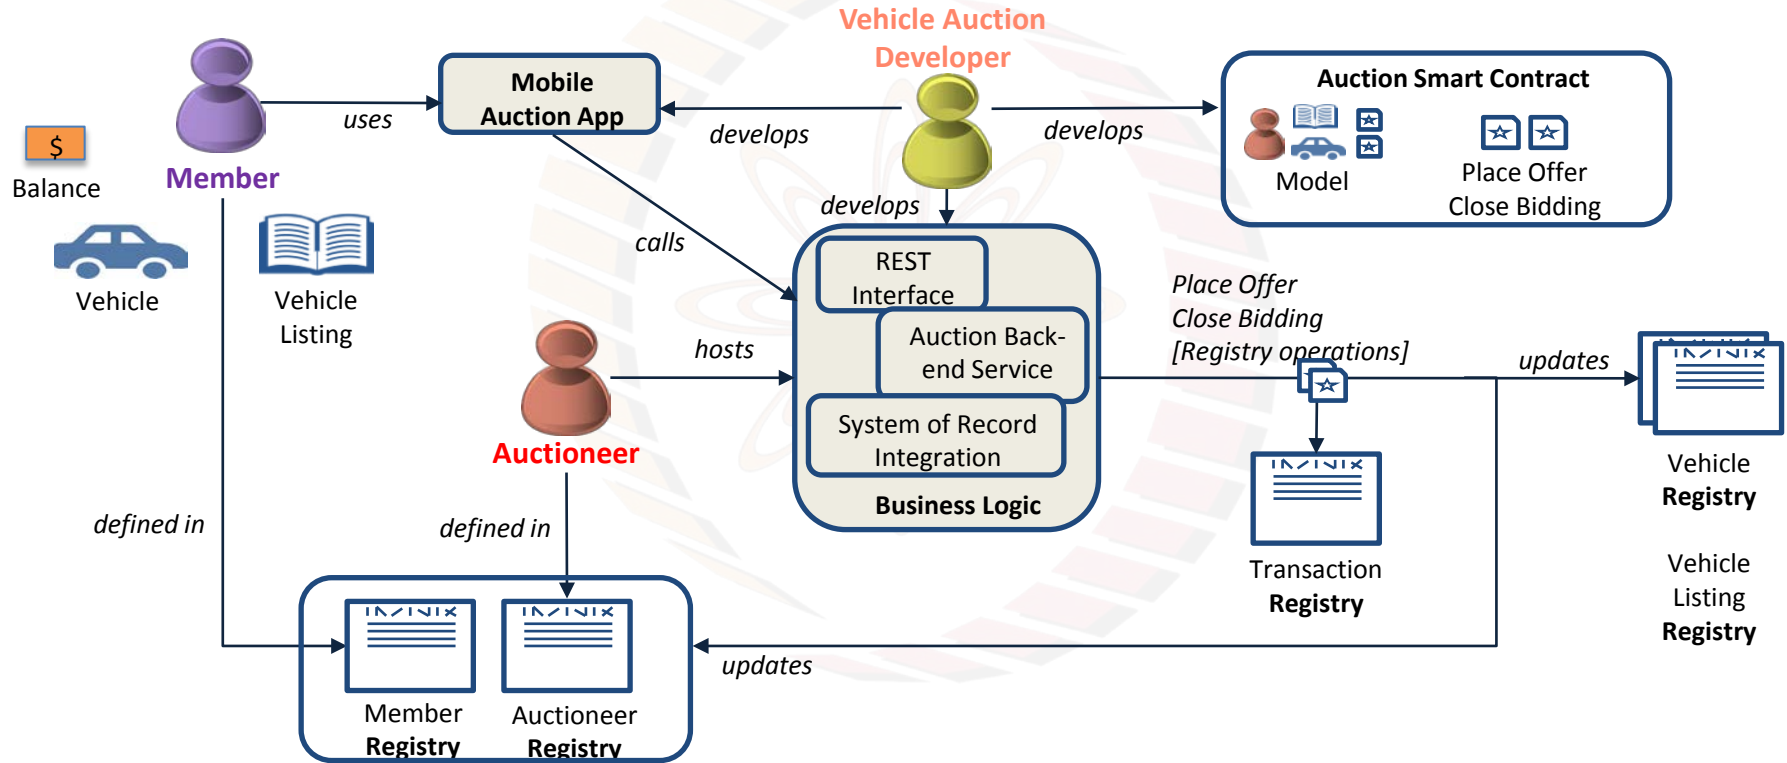 Vehicle Auction
Developer
Mobile
Auction App
Auction Smart Contract
uses
develops
develops
$
Balance
Member
Model
Place Offer
Close Bidding
develops
calls
Vehicle
Vehicle
Listing
REST
Interface
Auction Back-
end Service
System of Record
Integration
Business Logic
Place Offer
Close Bidding
[Registry operations]
hosts
updates
Auctioneer
Vehicle
Registry
Vehicle
Listing
Registry
defined in
defined in
Transaction
Registry
updates
Member
Registry
Auctioneer
Registry